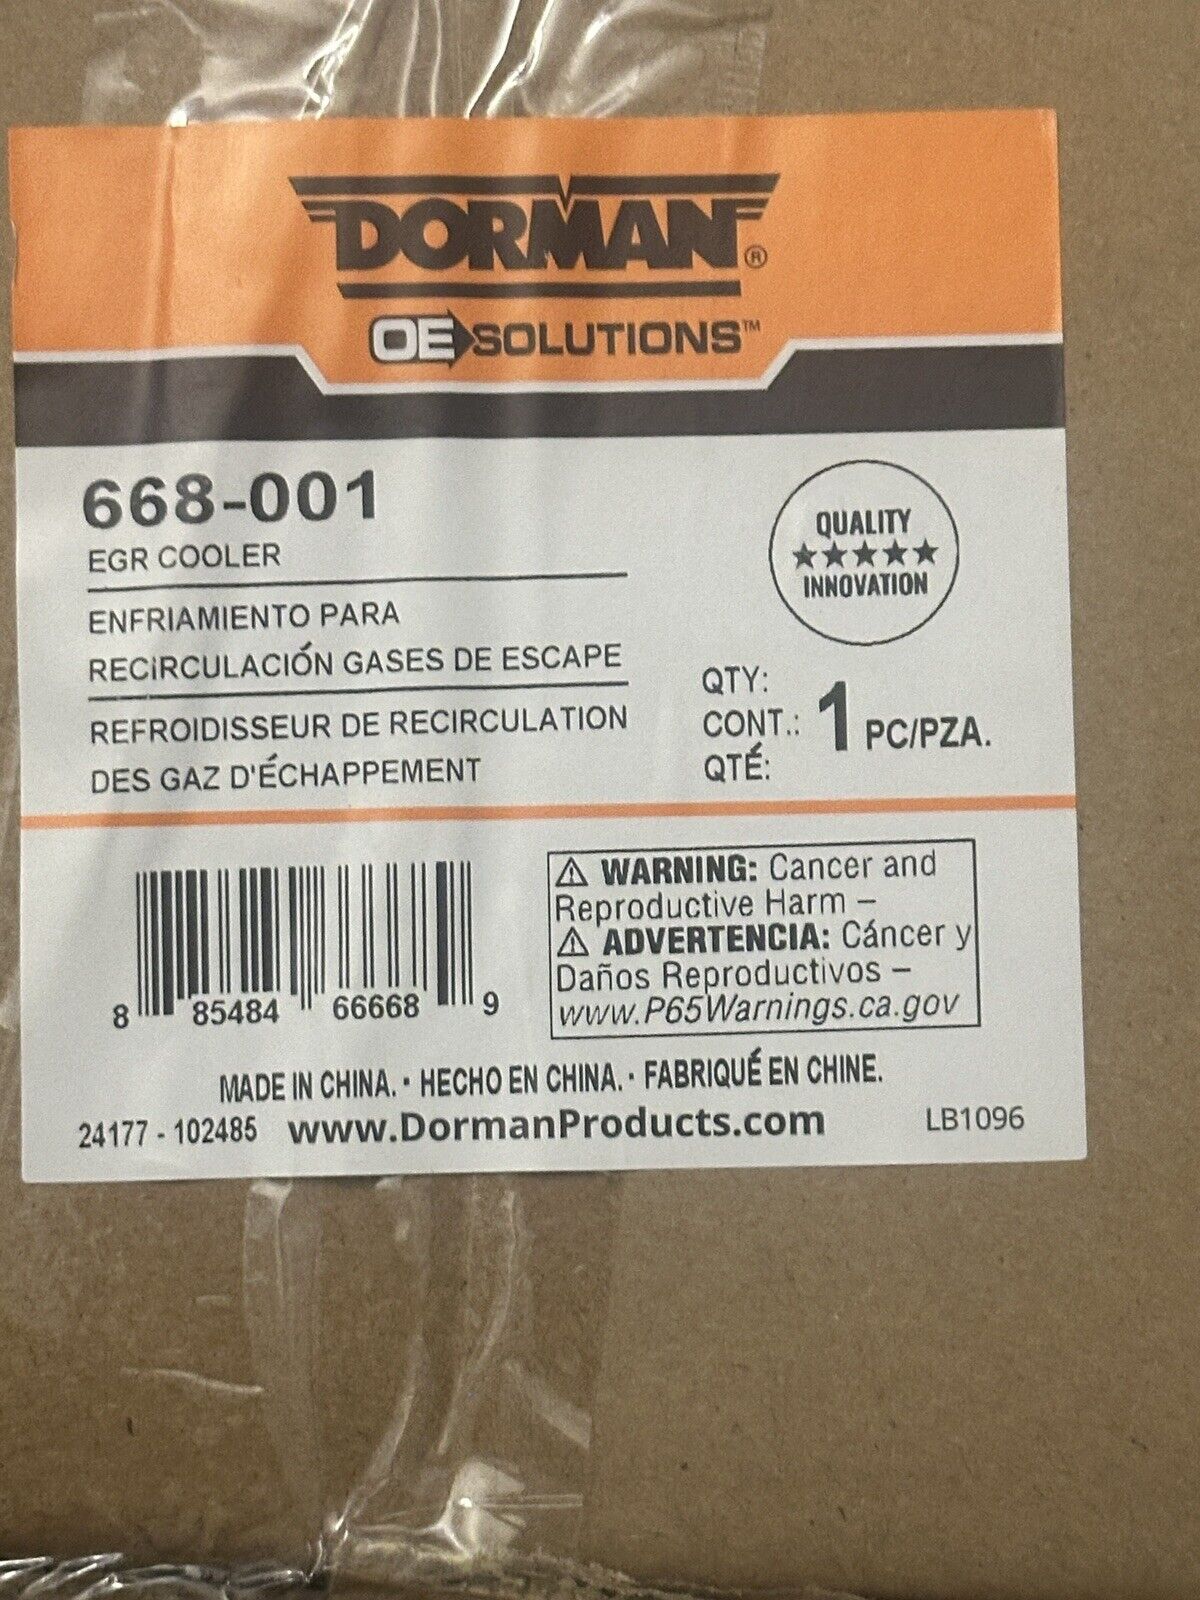 DORMAN®
OE SOLUTIONS™
668-001
EGR COOLER
ENFRIAMIENTO PARA
RECIRCULACIÓN GASES DE ESCAPE
REFROIDISSEUR DE RECIRCULATION
DES GAZ D'ÉCHAPPEMENT
QUALITY
★★★★★
INNOVATION
QTY:
CONT.: 1 PC/PZA.
QTÉ:
8 85484 66668 9
⚠ WARNING: Cancer and
Reproductive Harm –
⚠ ADVERTENCIA: Cáncer y
Daños Reproductivos –
www.P65Warnings.ca.gov
MADE IN CHINA. · HECHO EN CHINA. · FABRIQUÉ EN CHINE.
24177 - 102485 www.DormanProducts.com LB1096